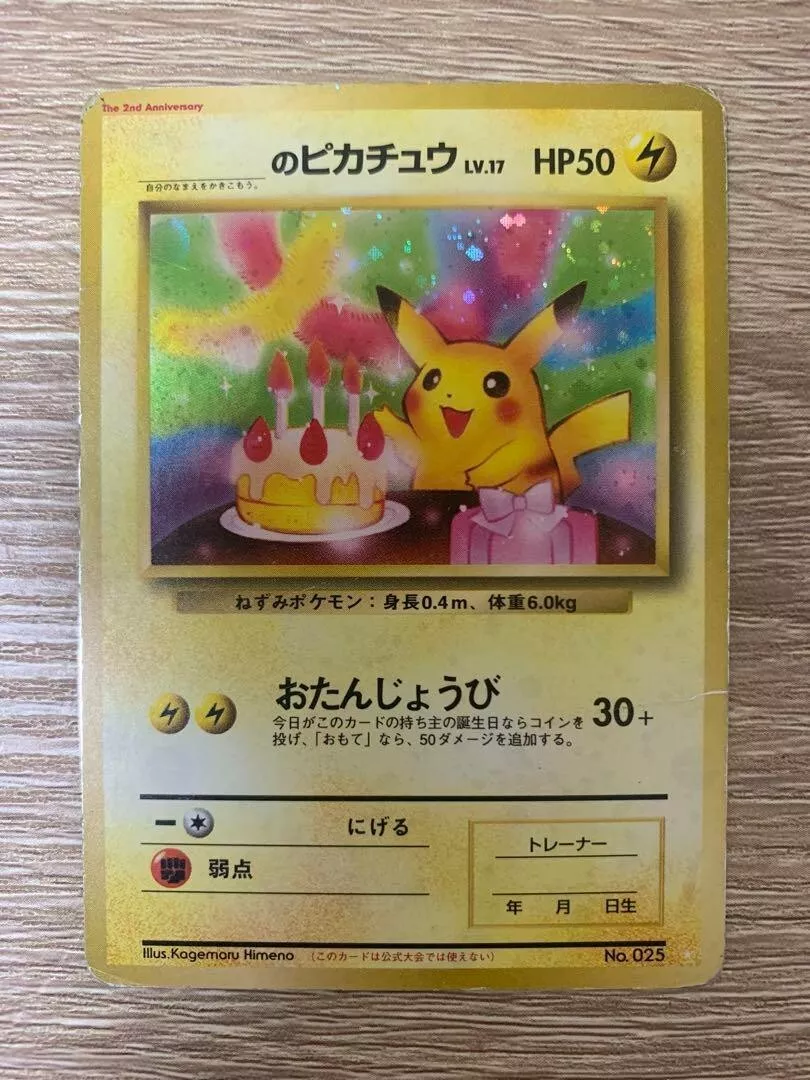 The 2nd Anniversary
のピカチュウ LV.17 HP50
自分のなまえをかきこもう。
ねずみポケモン：身長0.4m、体重6.0kg
おたんじょうび 30+
今日がこのカードの持ち主の誕生日ならコインを
投げ、「おもて」なら、50ダメージを追加する。
にげる
弱点
トレーナー
年 月 日生
Illus.Kagemaru Himeno （このカードは公式大会では使えない） No. 025